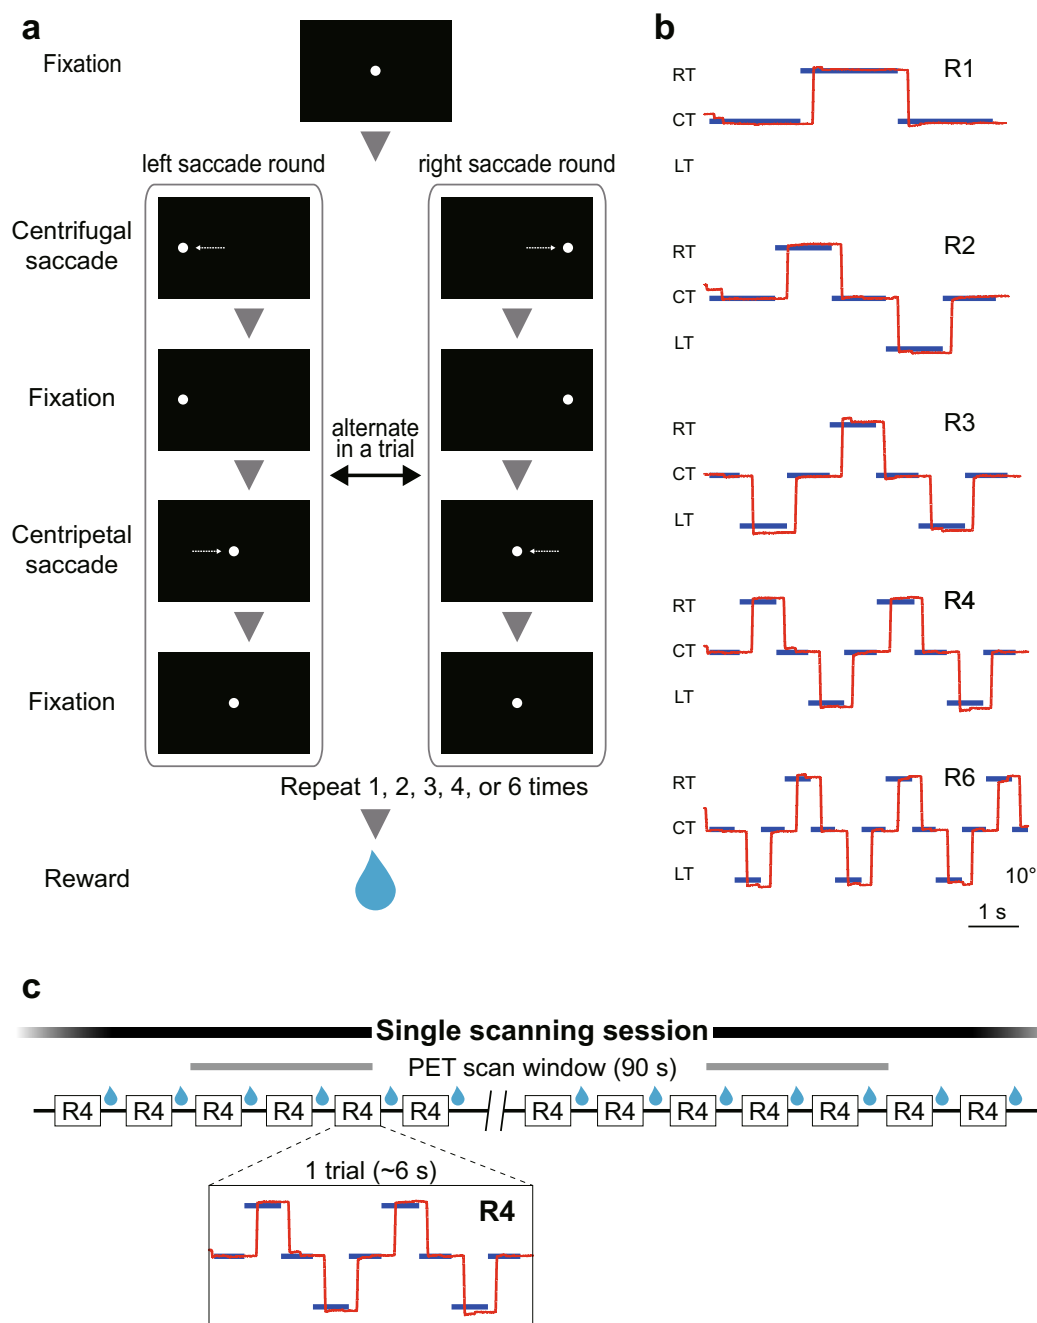 a
Fixation
left saccade round
right saccade round
Centrifugal
saccade
Fixation
alternate
in a trial
Centripetal
saccade
Fixation
Repeat 1, 2, 3, 4, or 6 times
Reward
b
R1
RT
CT
LT
R2
RT
CT
LT
R3
RT
CT
LT
R4
RT
CT
LT
R6
RT
CT
LT
10°
1 s
c
Single scanning session
PET scan window (90 s)
R4 R4 R4 R4 R4 R4 R4 R4 R4 R4 R4 R4 R4
1 trial (~6 s)
R4